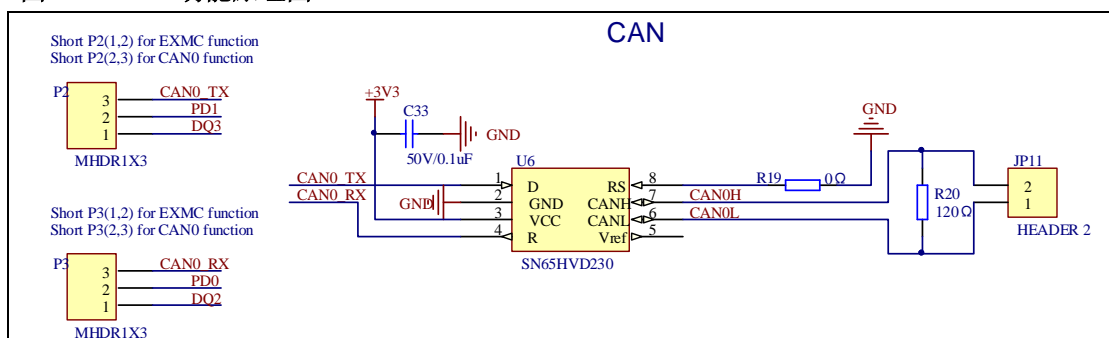 CAN
Short P2(1,2) for EXMC function
Short P2(2,3) for CAN0 function
P2
3 CAN0_TX
2 PD1
1 DQ3
MHDR1X3
Short P3(1,2) for EXMC function
Short P3(2,3) for CAN0 function
P3
3 CAN0_RX
2 PD0
1 DQ2
MHDR1X3
+3V3
C33
GND
50V/0.1uF
U6
CAN0_TX
CAN0_RX
GND
1 D
2 GND
3 VCC
4 R
RS 8
CANH 7
CANL 6
Vref 5
SN65HVD230
R19 0Ω
GND
CAN0H
CAN0L
R20
120Ω
JP11
2
1
HEADER 2